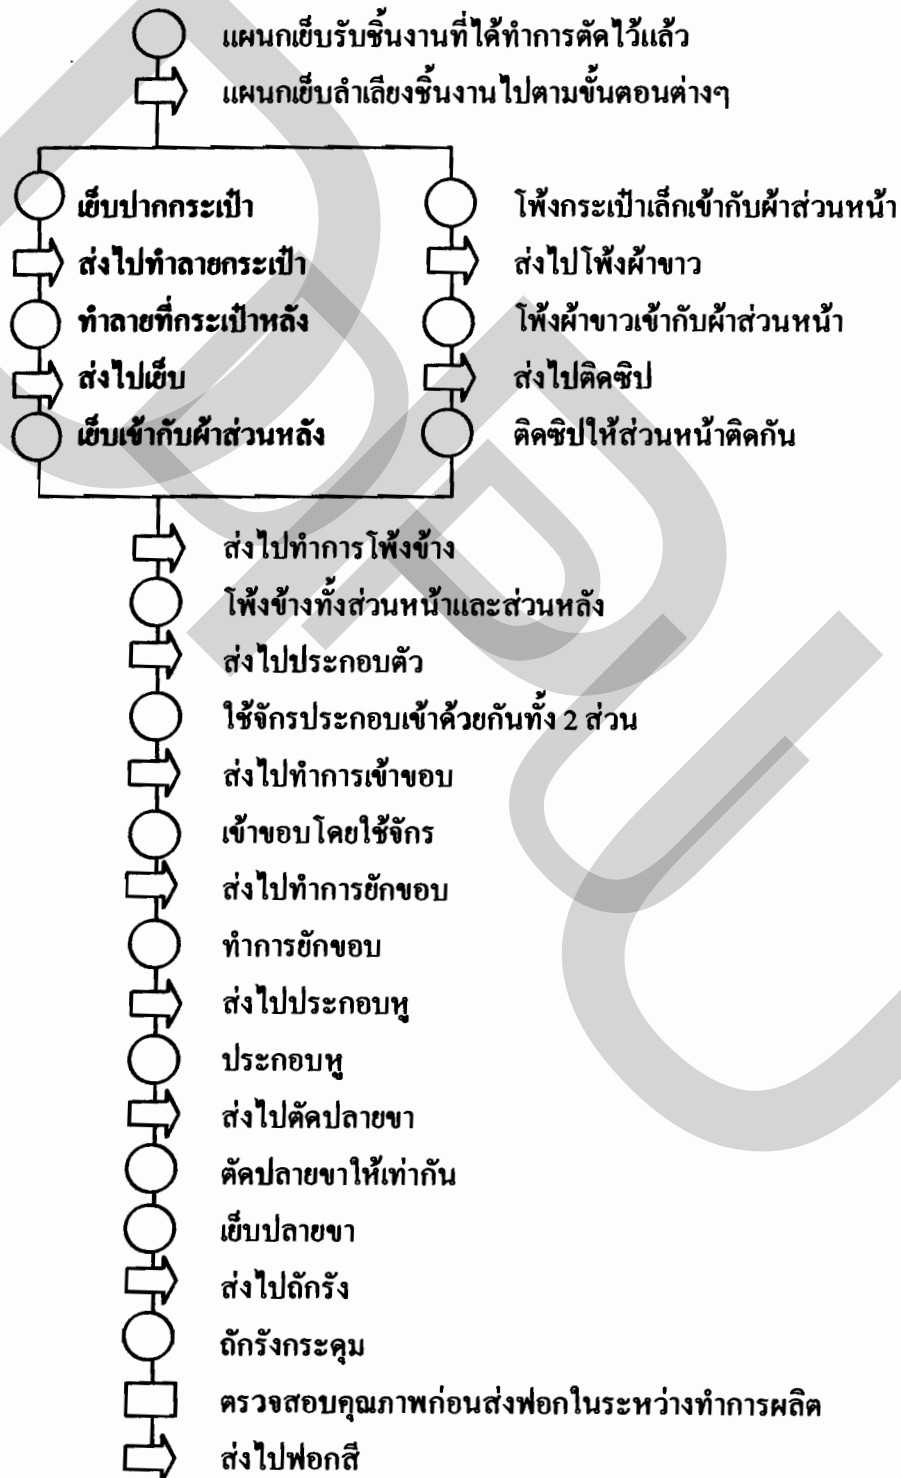 แผนกเย็บรับชิ้นงานที่ได้ทำการตัดไว้แล้ว
แผนกเย็บลำเลียงชิ้นงานไปตามขั้นตอนต่างๆ
เย็บปากกระเป๋า
ส่งไปทำลายกระเป๋า
ทำลายที่กระเป๋าหลัง
ส่งไปเย็บ
เย็บเข้ากับผ้าส่วนหลัง
โพ้งกระเป๋าเล็กเข้ากับผ้าส่วนหน้า
ส่งไปโพ้งผ้าขาว
โพ้งผ้าขาวเข้ากับผ้าส่วนหน้า
ส่งไปติดซิป
ติดซิปให้ส่วนหน้าติดกัน
ส่งไปทำการโพ้งข้าง
โพ้งข้างทั้งส่วนหน้าและส่วนหลัง
ส่งไปประกอบตัว
ใช้จักรประกอบเข้าด้วยกันทั้ง 2 ส่วน
ส่งไปทำการเข้าขอบ
เข้าขอบโดยใช้จักร
ส่งไปทำการยักขอบ
ทำการยักขอบ
ส่งไปประกอบหู
ประกอบหู
ส่งไปตัดปลายขา
ตัดปลายขาให้เท่ากัน
เย็บปลายขา
ส่งไปถักรัง
ถักรังกระดุม
ตรวจสอบคุณภาพก่อนส่งฟอกในระหว่างทำการผลิต
ส่งไปฟอกสี